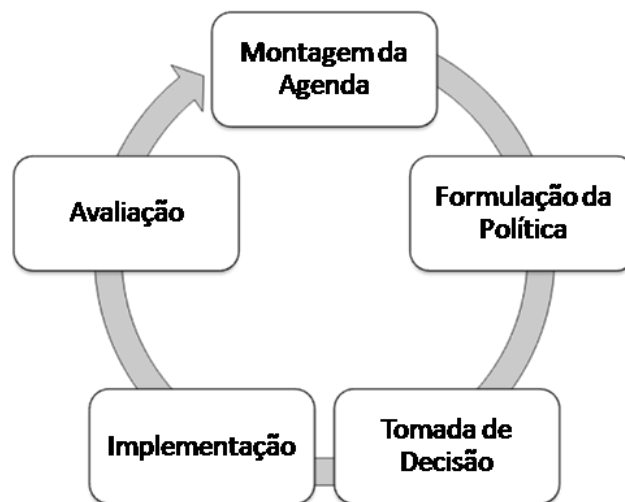 Montagem da
Agenda
Formulação da
Política
Tomada de
Decisão
Implementação
Avaliação